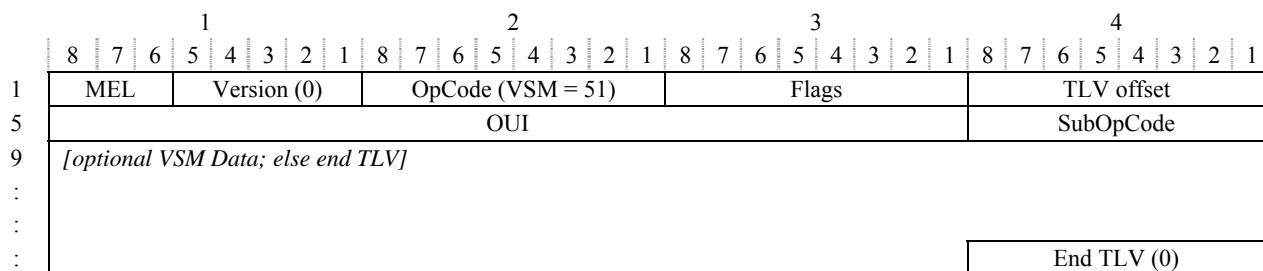 1 2 3 4
8 7 6 5 4 3 2 1 8 7 6 5 4 3 2 1 8 7 6 5 4 3 2 1 8 7 6 5 4 3 2 1
1 MEL Version (0) OpCode (VSM = 51) Flags TLV offset
5 OUI SubOpCode
9 [optional VSM Data; else end TLV]
:
:
: End TLV (0)